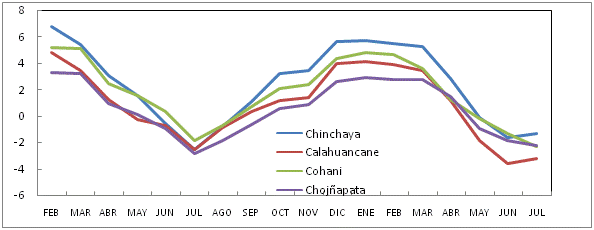 8
6
4
2
0
-2
-4
-6
Chinchaya
Calahuancane
Cohani
Chojñapata
FEB MAR ABR MAY JUN JUL AGO SEP OCT NOV DIC ENE FEB MAR ABR MAY JUN JUL